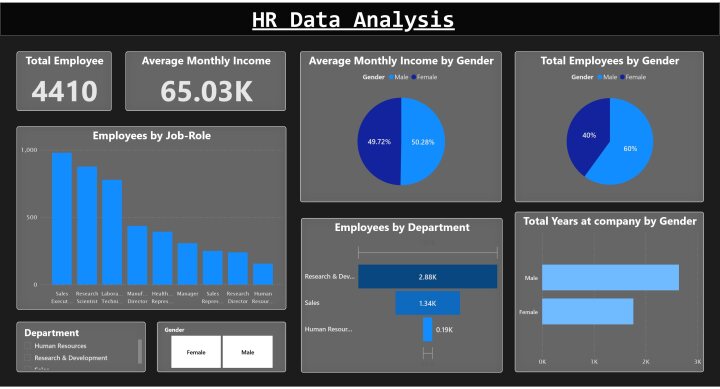 HR Data Analysis
Total Employee
4410
Average Monthly Income
65.03K
Average Monthly Income by Gender
Gender Male Female
49.72%
50.28%
Total Employees by Gender
Gender Male Female
40%
60%
Employees by Job-Role
1,000
500
0
Sales Execut...
Research Scientist
Labora... Techni...
Manuf... Director
Health... Repres...
Manager
Sales Repres...
Research Director
Human Resour...
Employees by Department
Research & Dev...
2.88K
Sales
1.34K
Human Resour...
0.19K
Total Years at company by Gender
Male
Female
0K 1K 2K 3K
Department
Human Resources
Research & Development
Gender
Female
Male